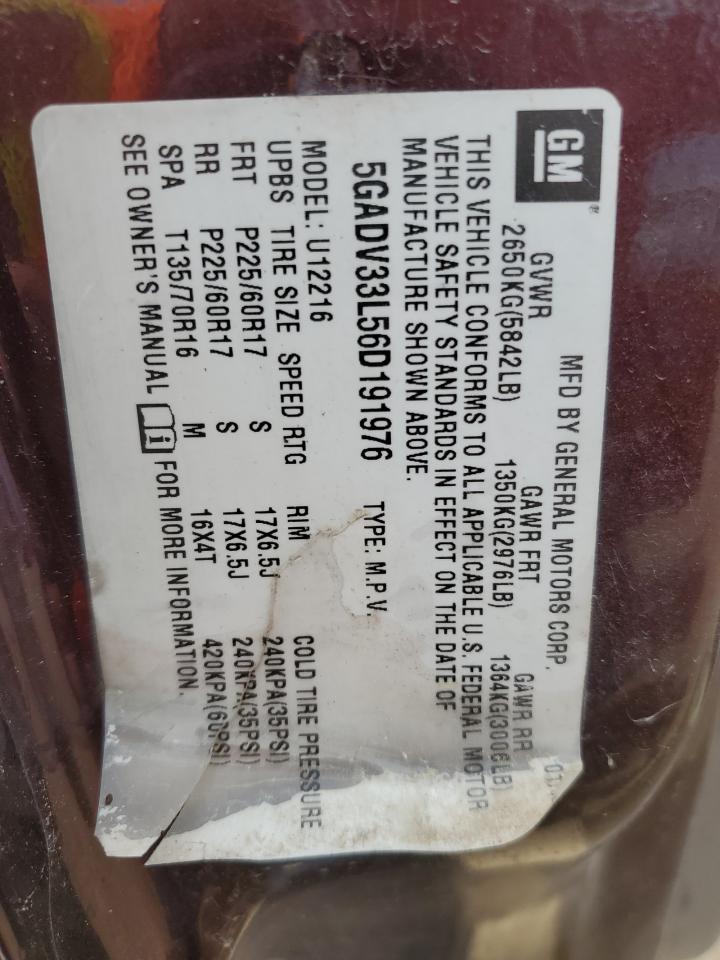 GM
MFD BY GENERAL MOTORS CORP. 01/
GVWR GAWR FRT GAWR RR
2650KG(5842LB) 1350KG(2976LB) 1364KG(3006LB)
THIS VEHICLE CONFORMS TO ALL APPLICABLE U.S. FEDERAL MOTOR
VEHICLE SAFETY STANDARDS IN EFFECT ON THE DATE OF
MANUFACTURE SHOWN ABOVE.
5GADV33L56D191976 TYPE: M.P.V.
MODEL: U12216
UPBS TIRE SIZE SPEED RTG RIM COLD TIRE PRESSURE
FRT P225/60R17 S 17X6.5J 240KPA(35PSI)
RR P225/60R17 S 17X6.5J 240KPA(35PSI)
SPA T135/70R16 M 16X4T 420KPA(60PSI)
SEE OWNER'S MANUAL i FOR MORE INFORMATION.